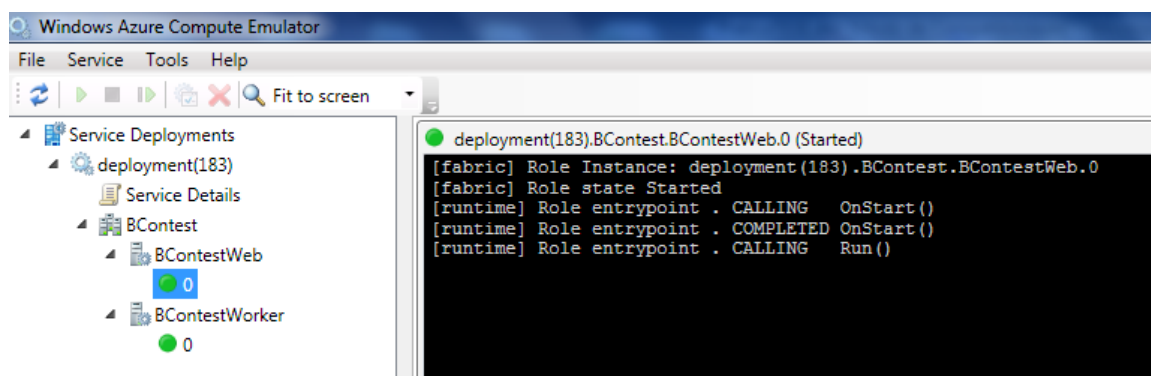 Windows Azure Compute Emulator
File Service Tools Help
Fit to screen
Service Deployments
deployment(183)
Service Details
BContest
BContestWeb
0
BContestWorker
0
deployment(183).BContest.BContestWeb.0 (Started)
[fabric] Role Instance: deployment(183).BContest.BContestWeb.0
[fabric] Role state Started
[runtime] Role entrypoint . CALLING   OnStart()
[runtime] Role entrypoint . COMPLETED OnStart()
[runtime] Role entrypoint . CALLING   Run()